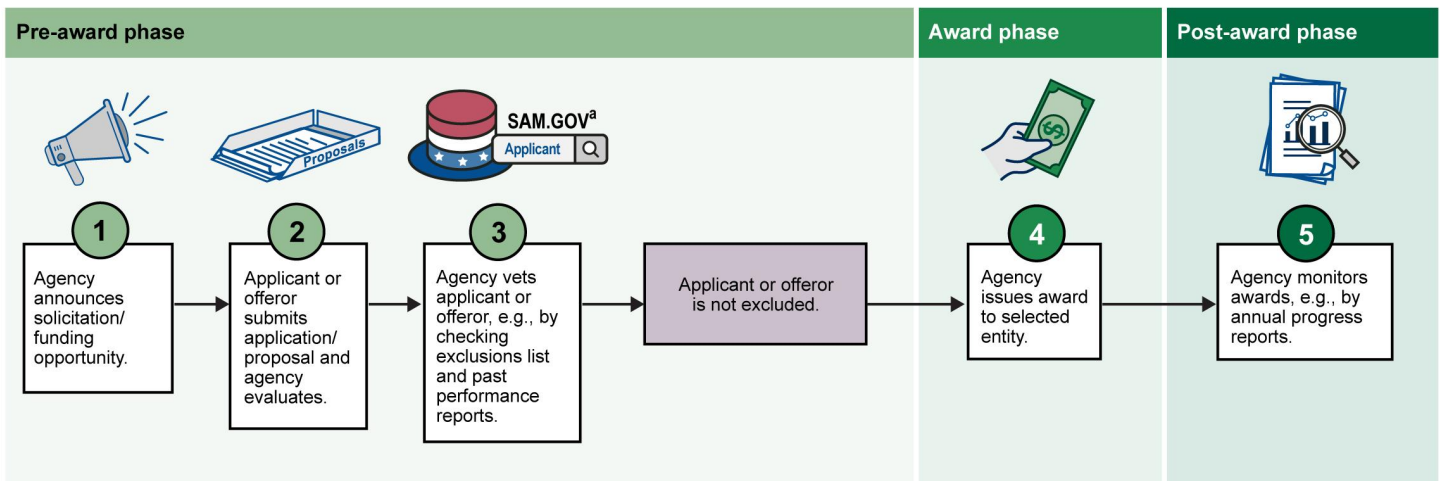 Pre-award phase
Award phase
Post-award phase
Proposals
SAM.GOVa
Applicant
1
Agency
announces
solicitation/
funding
opportunity.
2
Applicant or
offeror
submits
application/
proposal and
agency
evaluates.
3
Agency vets
applicant or
offeror, e.g., by
checking
exclusions list
and past
performance
reports.
Applicant or offeror
is not excluded.
4
Agency
issues award
to selected
entity.
5
Agency monitors
awards, e.g., by
annual progress
reports.